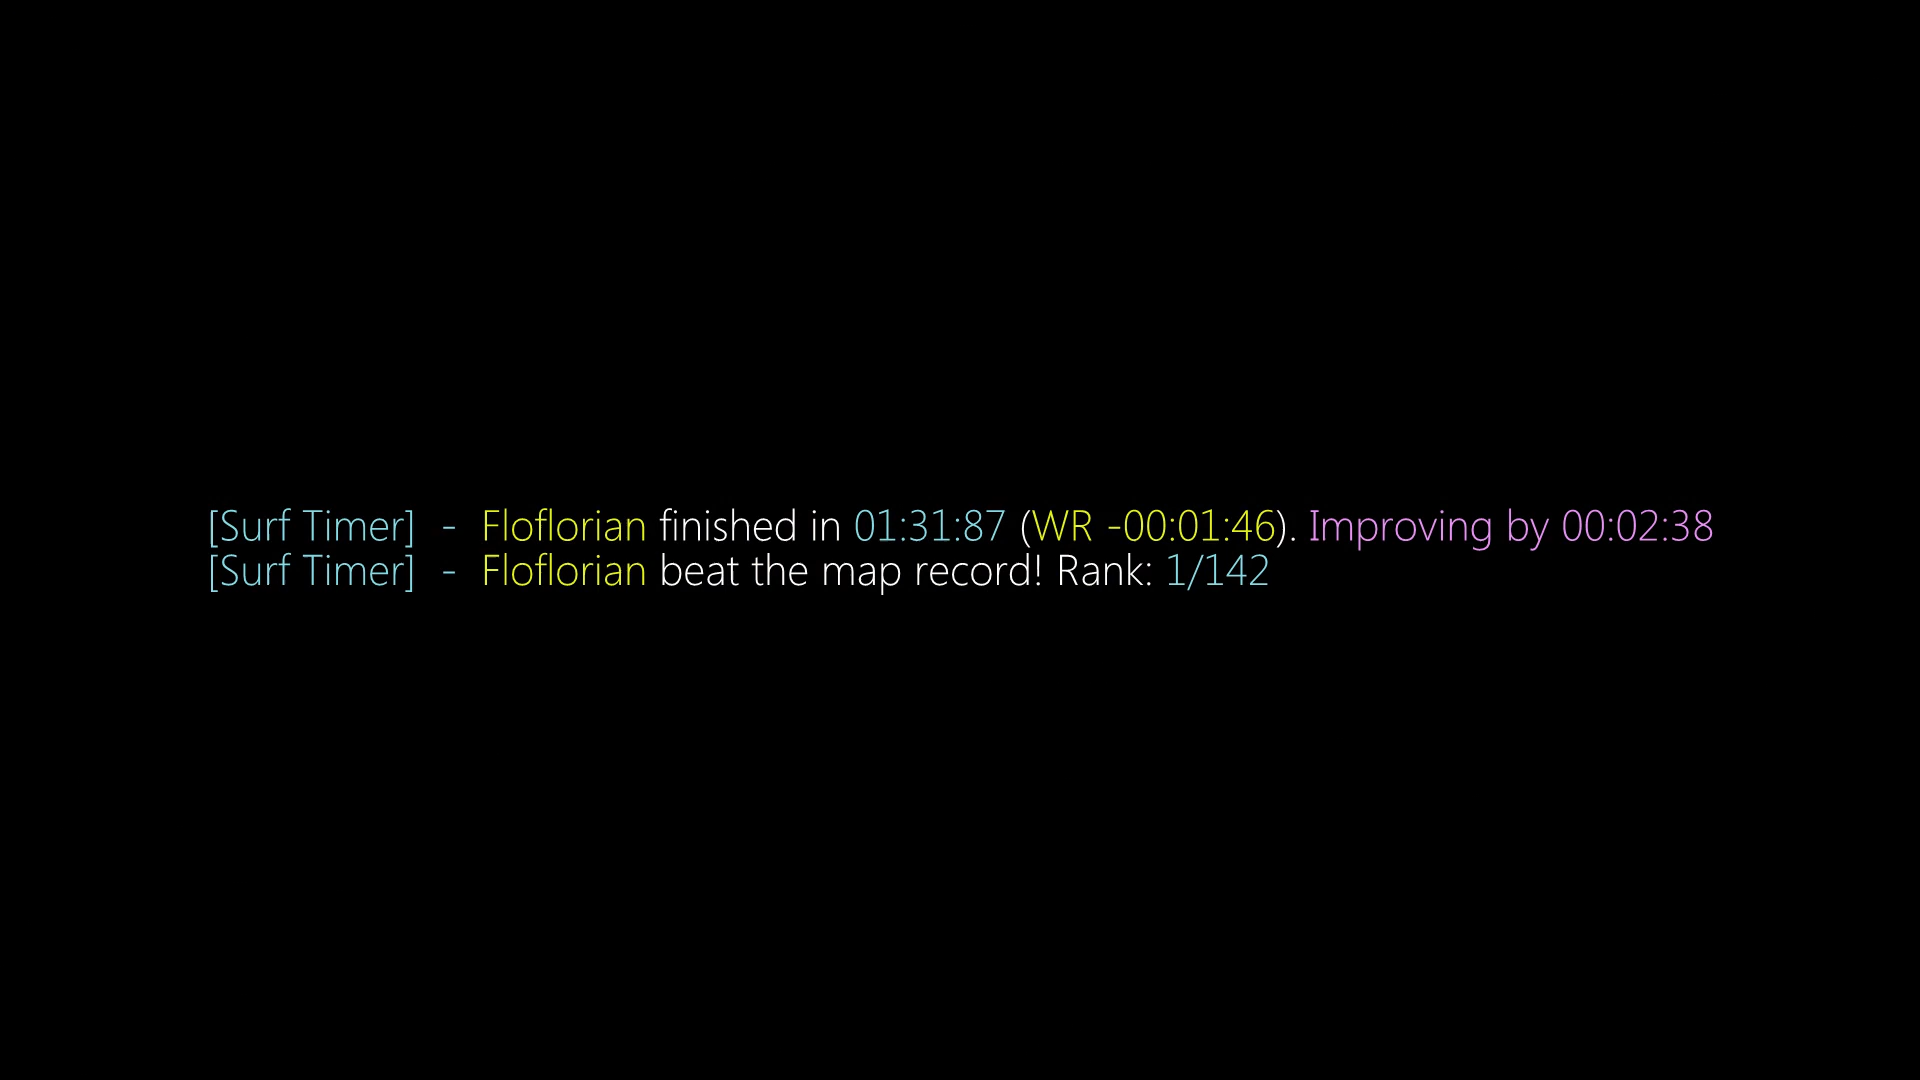 [Surf Timer] - Floflorian finished in 01:31:87 (WR -00:01:46). Improving by 00:02:38
[Surf Timer] - Floflorian beat the map record! Rank: 1/142